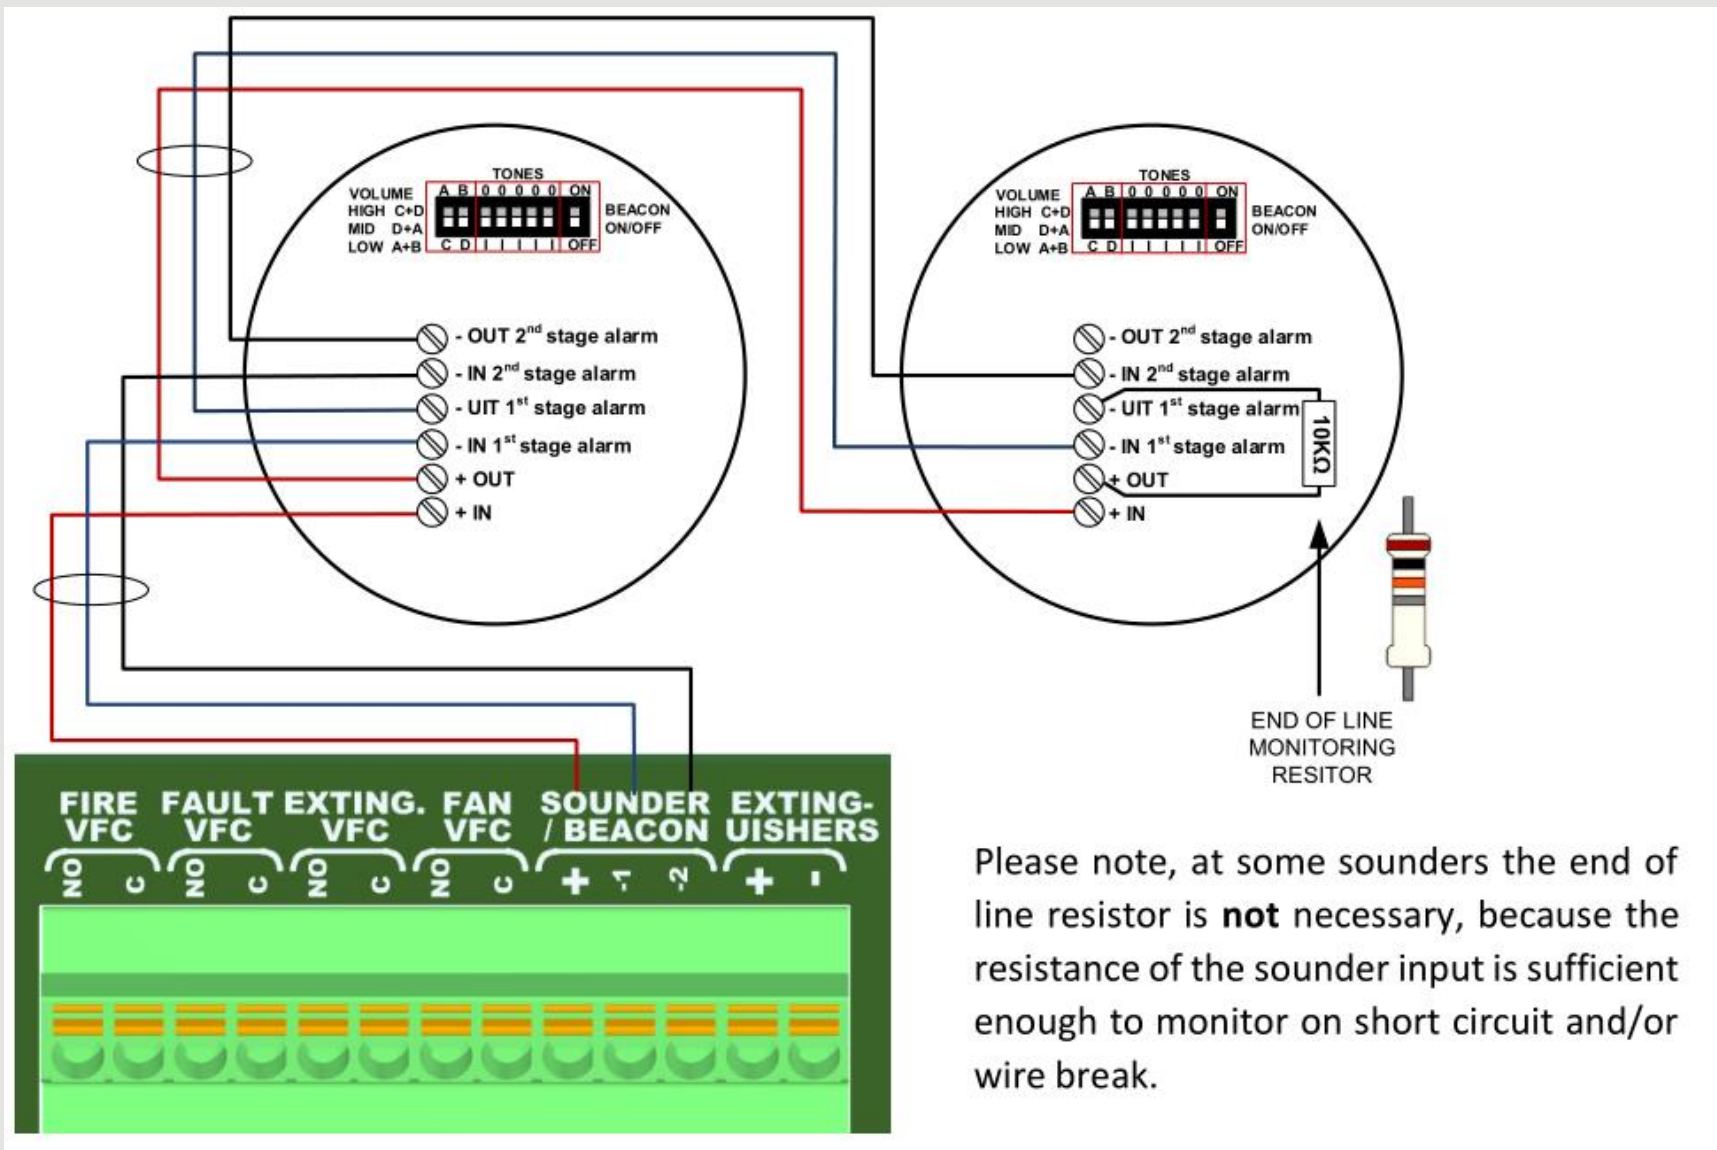 TONES
VOLUME A B 0 0 0 0 0 ON
HIGH C+D BEACON
MID D+A ON/OFF
LOW A+B C D I I I I I OFF
- OUT 2nd stage alarm
- IN 2nd stage alarm
- UIT 1st stage alarm
- IN 1st stage alarm
+ OUT
+ IN
TONES
VOLUME A B 0 0 0 0 0 ON
HIGH C+D BEACON
MID D+A ON/OFF
LOW A+B C D I I I I I OFF
- OUT 2nd stage alarm
- IN 2nd stage alarm
- UIT 1st stage alarm
- IN 1st stage alarm
+ OUT
+ IN
10KΩ
END OF LINE
MONITORING
RESITOR
FIRE FAULT EXTING. FAN SOUNDER EXTING-
VFC VFC VFC VFC / BEACON UISHERS
NO C NO C NO C NO C + -1 -2 + -
Please note, at some sounders the end of
line resistor is not necessary, because the
resistance of the sounder input is sufficient
enough to monitor on short circuit and/or
wire break.